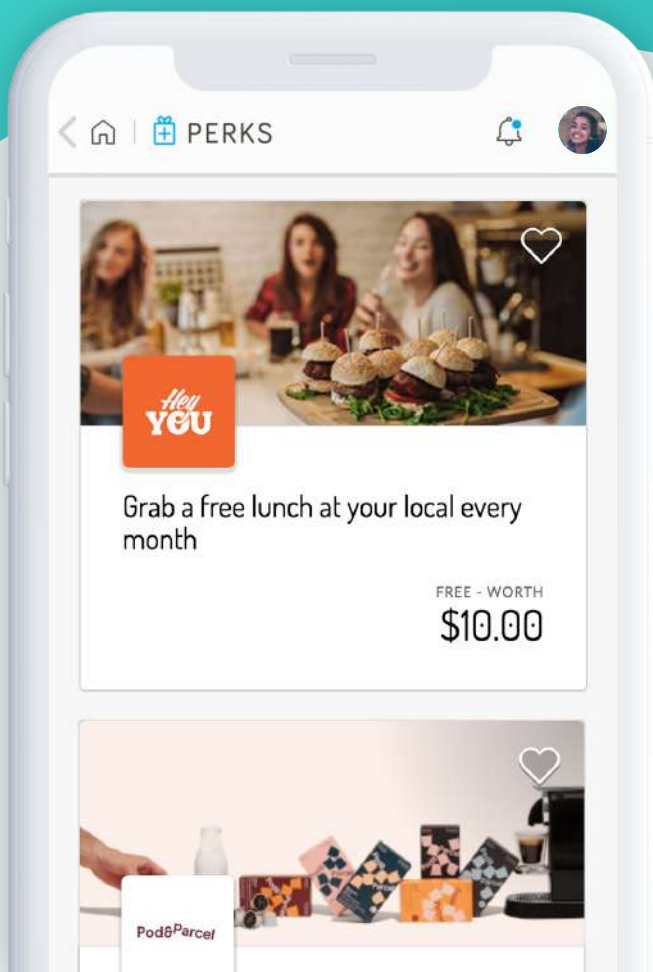 PERKS
Hey
YOU
Grab a free lunch at your local every
month
FREE - WORTH
$10.00
Pod&Parcel